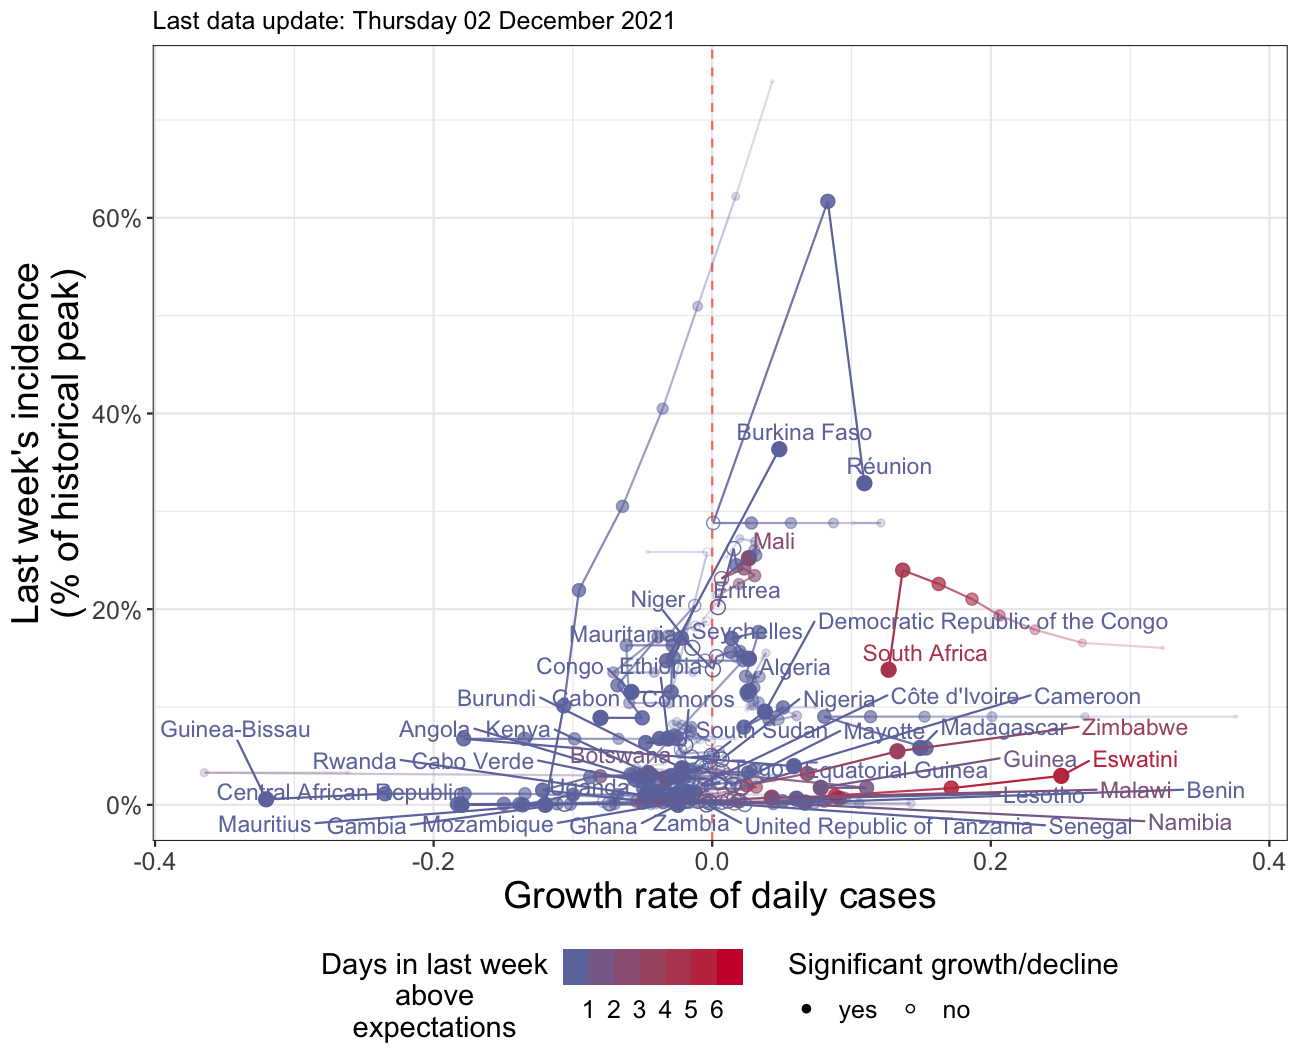 Last data update: Thursday 02 December 2021
Last week's incidence
(% of historical peak)
60%
40%
20%
0%
Burkina Faso
Réunion
Mali
Eritrea
Niger
Mauritania
Seychelles
Democratic Republic of the Congo
South Africa
Congo
Ethiopia
Algeria
Burundi
Gabon
Comoros
Nigeria
Côte d'Ivoire
Cameroon
Guinea-Bissau
Angola
Kenya
South Sudan
Mayotte
Madagascar
Zimbabwe
Botswana
Rwanda
Cabo Verde
Togo
Equatorial Guinea
Guinea
Eswatini
Central African Republic
Uganda
Lesotho
Malawi
Benin
Mauritius
Gambia
Mozambique
Ghana
Zambia
United Republic of Tanzania
Senegal
Namibia
-0.4
-0.2
0.0
0.2
0.4
Growth rate of daily cases
Days in last week
above
expectations
1 2 3 4 5 6
Significant growth/decline
yes
no